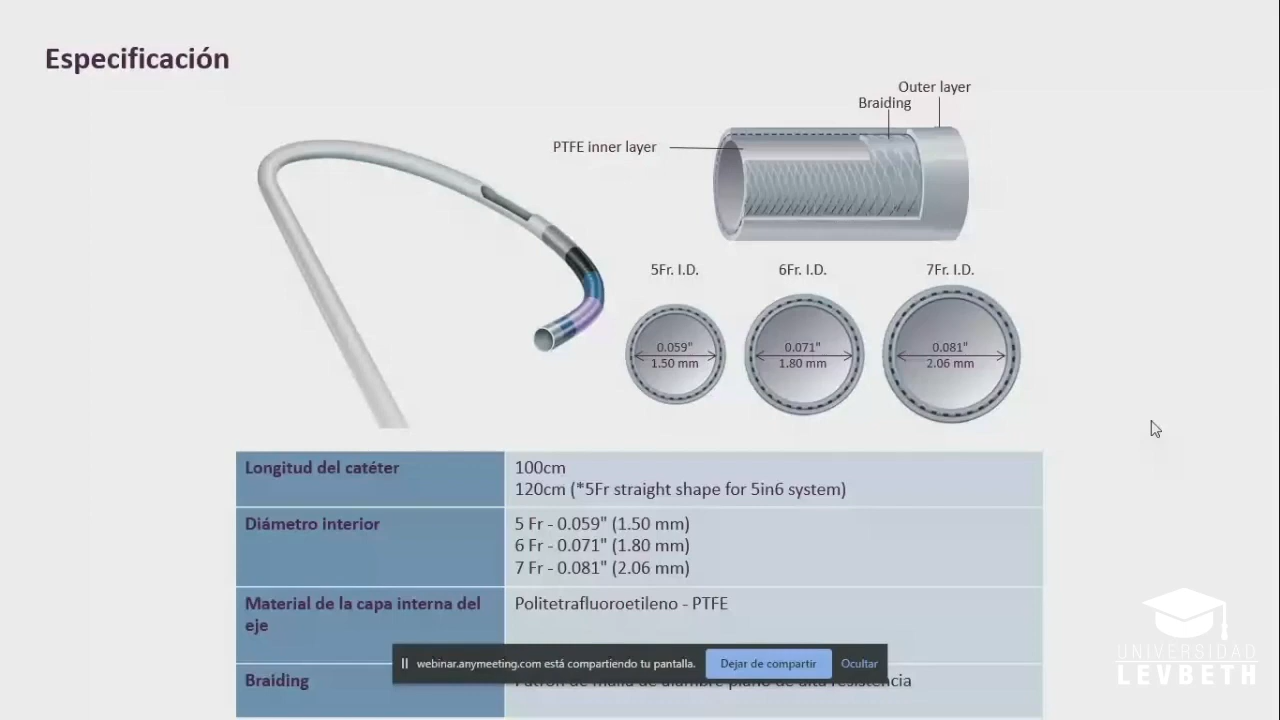 Especificación
Outer layer
Braiding
PTFE inner layer
5Fr. I.D.
6Fr. I.D.
7Fr. I.D.
0.059"
1.50 mm
0.071"
1.80 mm
0.081"
2.06 mm
Longitud del catéter
100cm
120cm (*5Fr straight shape for 5in6 system)
Diámetro interior
5 Fr - 0.059" (1.50 mm)
6 Fr - 0.071" (1.80 mm)
7 Fr - 0.081" (2.06 mm)
Material de la capa interna del
eje
Politetrafluoroetileno - PTFE
webinar.anymeeting.com está compartiendo tu pantalla.
Dejar de compartir
Ocultar
Braiding
Patrón de malla de alambre plano de alta resistencia
UNIVERSIDAD
LEVBETH